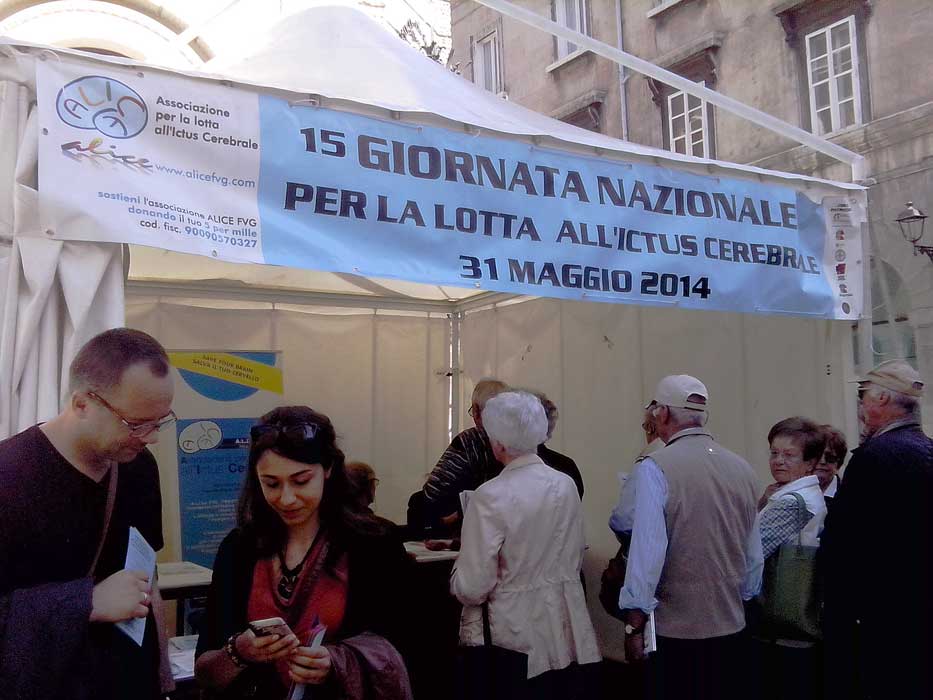 ALICE
Associazione
per la lotta
all'Ictus Cerebrale
alice
www.alicefvg.com
sostieni l'associazione ALICE FVG
donando il tuo 5 per mille
cod. fisc. 90090570327
15 GIORNATA NAZIONALE
PER LA LOTTA ALL'ICTUS CEREBRALE
31 MAGGIO 2014
SAVE YOUR BRAIN
SALVA IL TUO CERVELLO